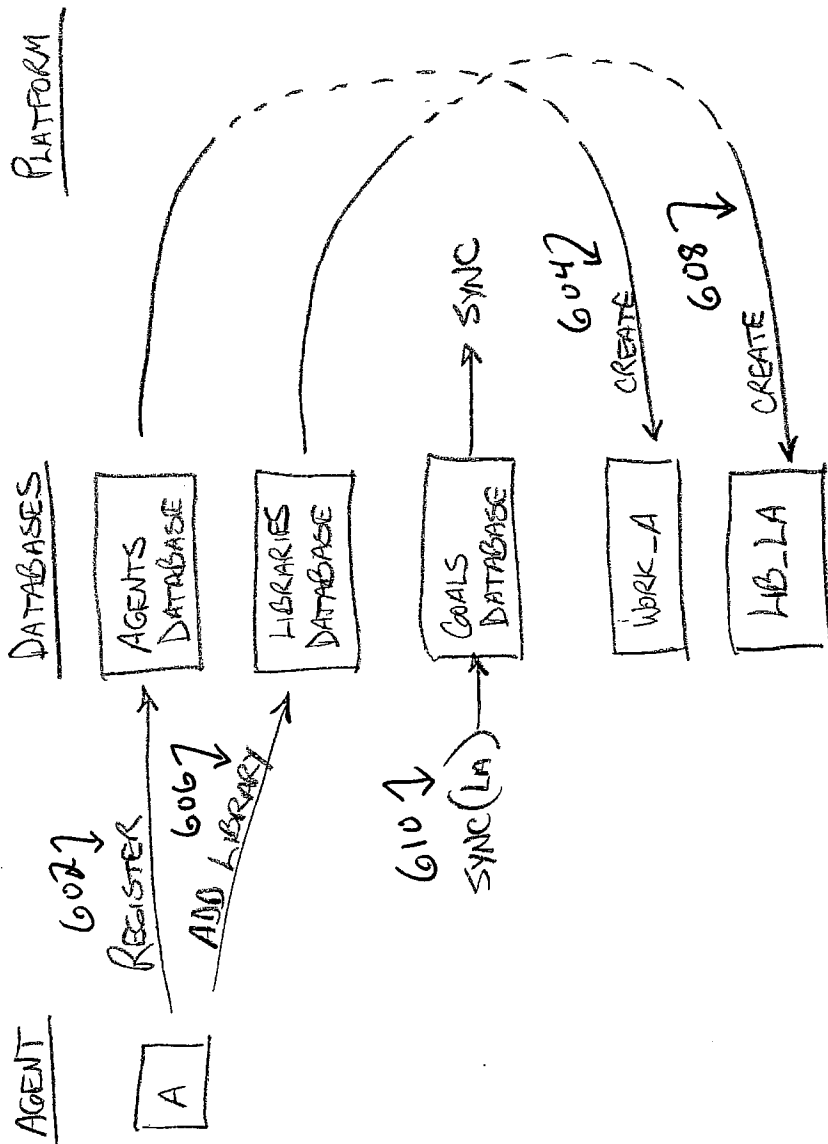 AGENT
DATABASES
PLATFORM
A
602
REGISTER
606
ADD LIBRARY
AGENTS
DATABASE
LIBRARIES
DATABASE
610
SYNC(LA)
GOALS
DATABASE
SYNC
604
CREATE
WORK_A
608
CREATE
LIB_LA